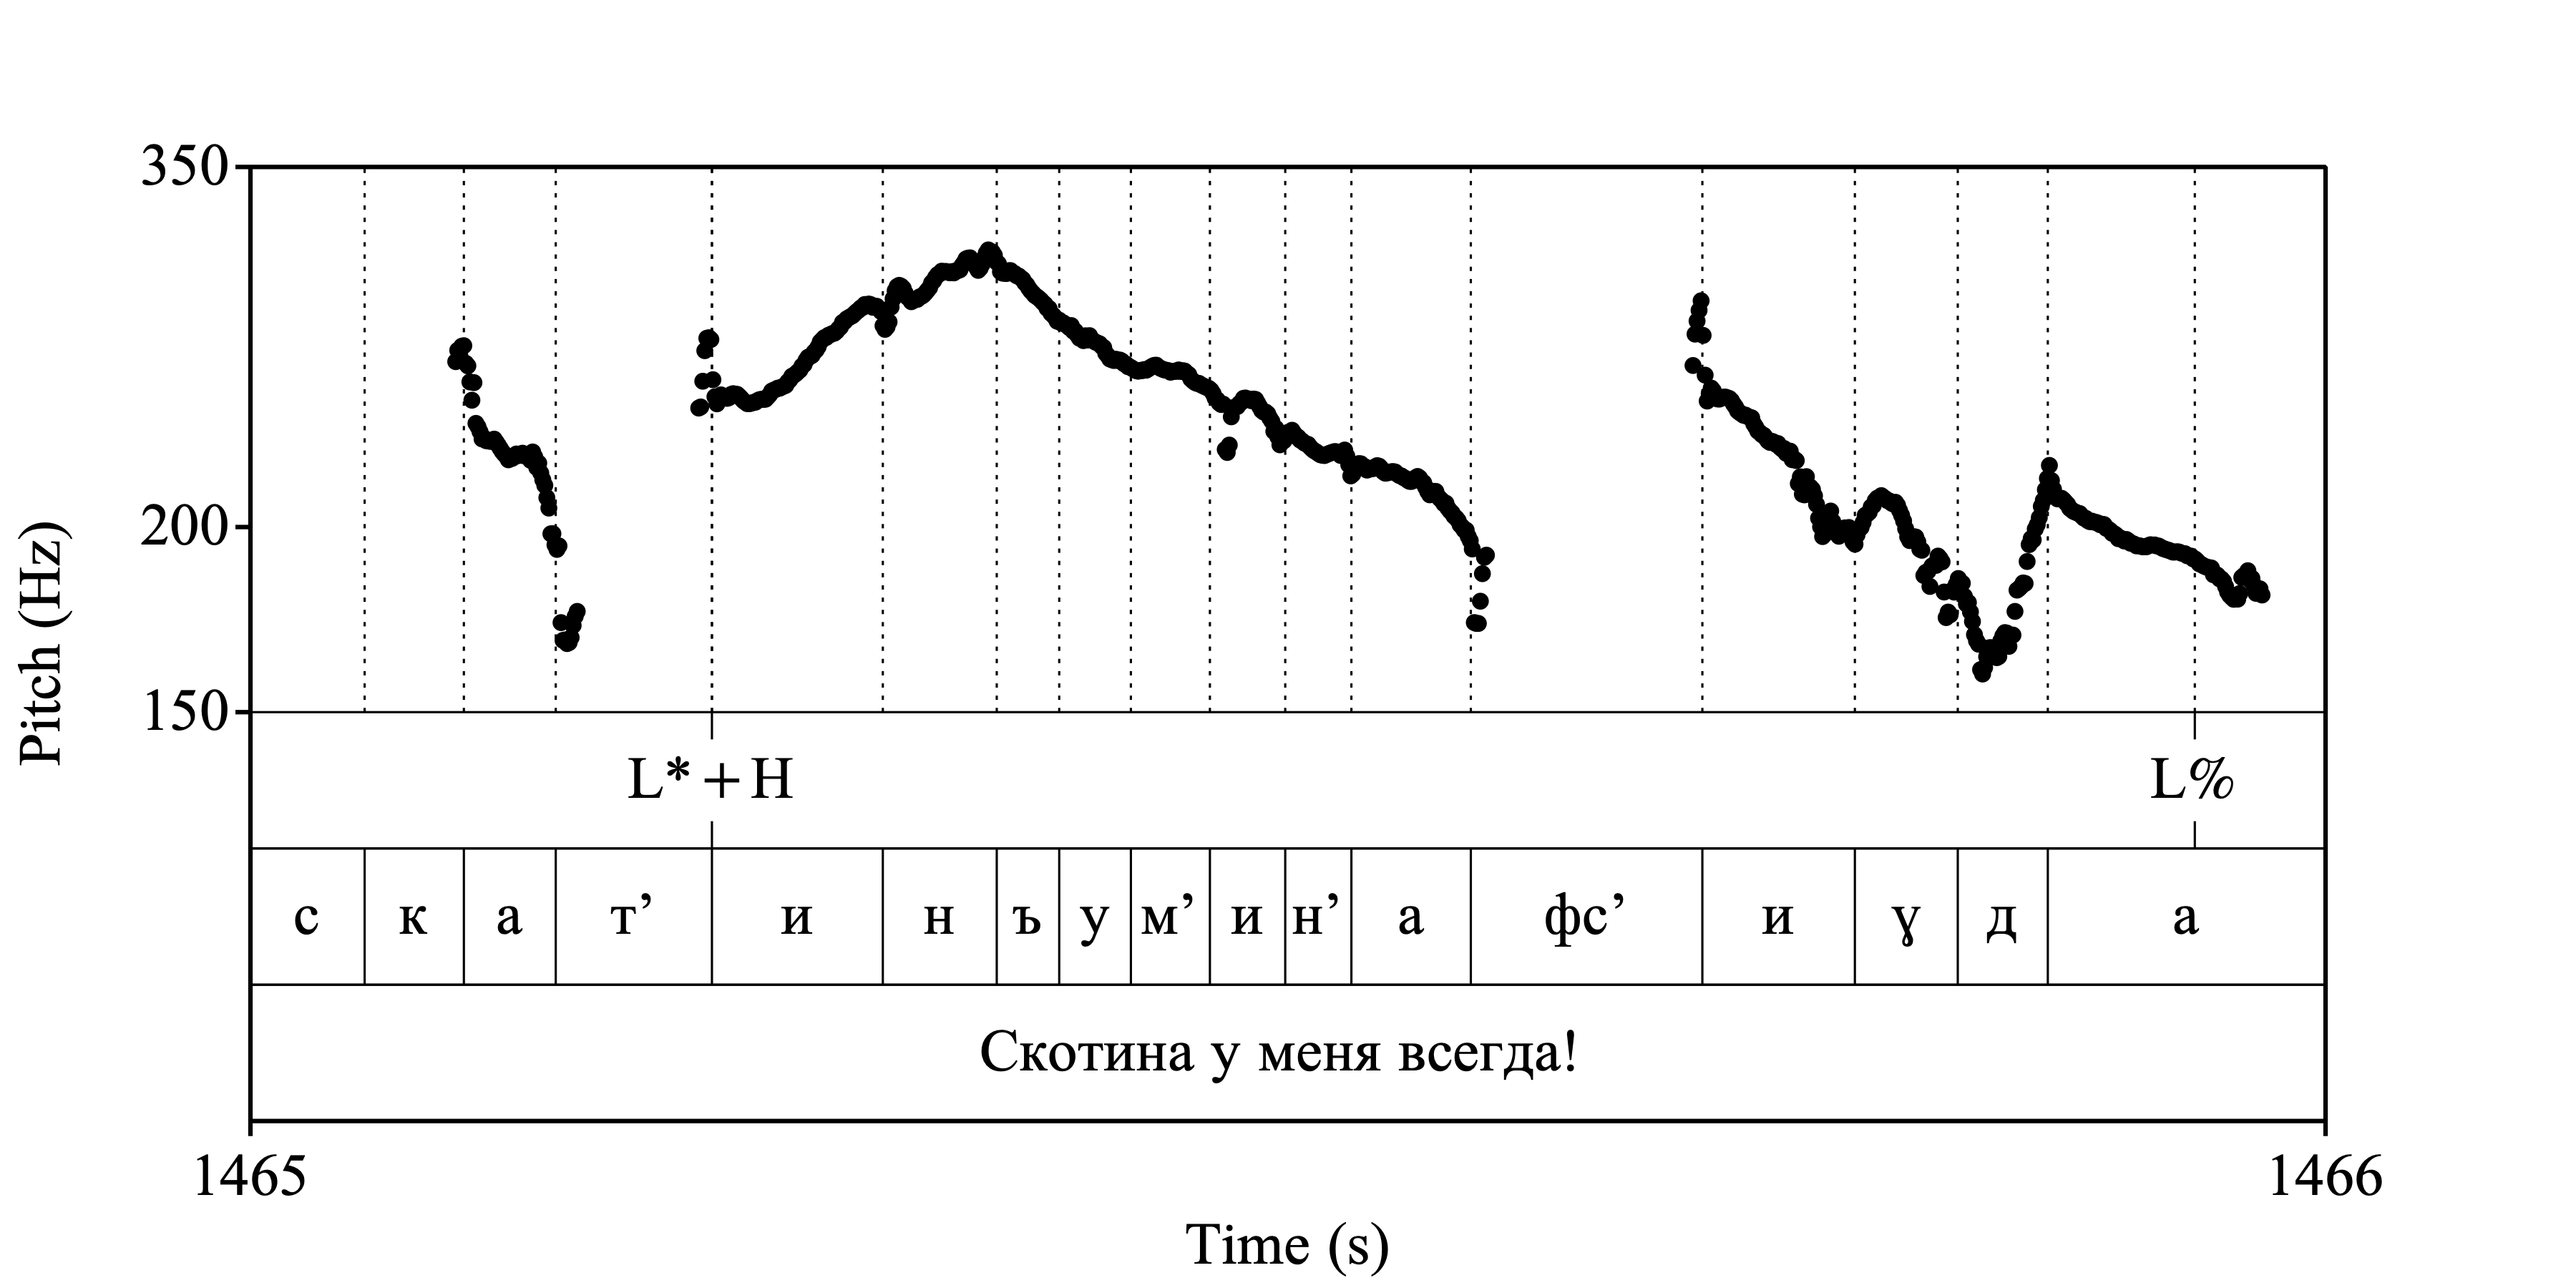 350
200
150
Pitch (Hz)
L*+H L%
с к а т’ и н ъ у м’ и н’ а фс’ и ɣ д а
Скотина у меня всегда!
1465 1466
Time (s)